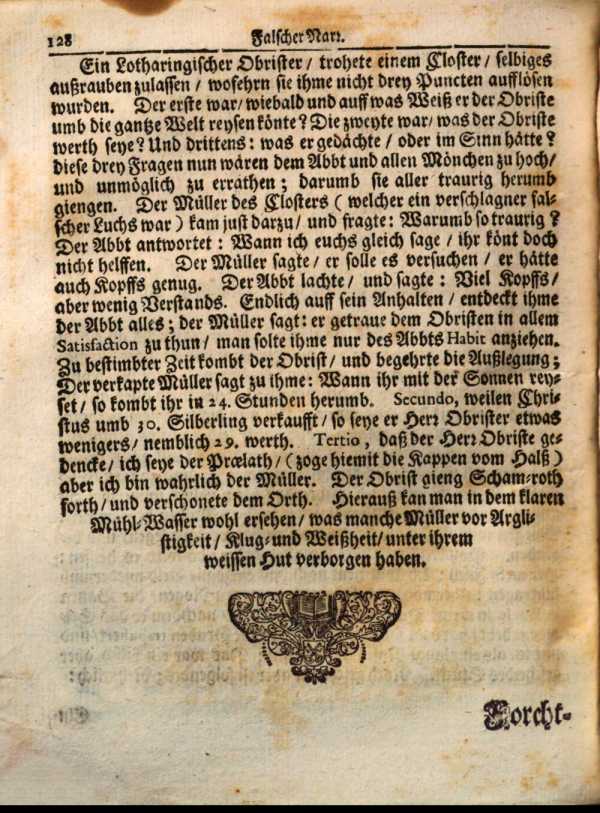 128 Falscher Narr.
Ein Lotharingischer Obrister / trohete einem Closter / selbiges
außrauben zulassen / wofehrn sie ihme nicht drey Puncten aufflösen
wurden. Der erste war / wiebald und auff was Weiß er der Obriste
umb die gantze Welt reysen könte? Die zweyte war / was der Obriste
werth seye? Und drittens: was er gedächte / oder im Sinn hätte?
diese drey Fragen nun wären dem Abbt und allen Mönchen zu hoch /
und unmöglich zu errathen; darumb sie aller traurig herumb
giengen. Der Müller des Closters ( welcher ein verschlagner fal-
scher Luchs war ) kam just darzu / und fragte: Warumb so traurig?
Der Abbt antwortet: Wann ich euchs gleich sage / ihr könt doch
nicht helffen. Der Müller sagte / er solle es versuchen / er hätte
auch Kopffs genug. Der Abbt lachte / und sagte: Viel Kopffs /
aber wenig Verstands. Endlich auff sein Anhalten / entdeckt ihme
der Abbt alles; der Müller sagt: er getraue dem Obristen in allem
Satisfaction zu thun / man solte ihme nur des Abbts Habit anziehen.
Zu bestimbter Zeit kombt der Obrist / und begehrte die Außlegung;
Der verkapte Müller sagt zu ihme: Wann ihr mit der Sonnen rey-
set / so kombt ihr in 24. Stunden herumb. Secundo, weilen Chri-
stus umb 30. Silberling verkaufft / so seye er Herr Obrister etwas
wenigers / nemblich 29. werth. Tertio, daß der Herr Obriste ge-
dencke / ich seye der Prælath / ( zoge hiemit die Kappen vom Halß )
aber ich bin wahrlich der Müller. Der Obrist gieng Scham-roth
forth / und verschonete dem Orth. Hierauß kan man in dem klaren
Mühl-Wasser wohl ersehen / was manche Müller vor Argli-
stigkeit / Klug- und Weißheit / unter ihrem
weissen Hut verborgen haben.
Forcht-